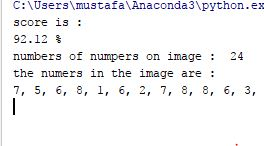 C:\Users\mustafa\Anaconda3\python.ex
score is :
92.12 %
numbers of numpers on image :  24
the numers in the image are :
7, 5, 6, 8, 1, 6, 2, 7, 8, 8, 6, 3,